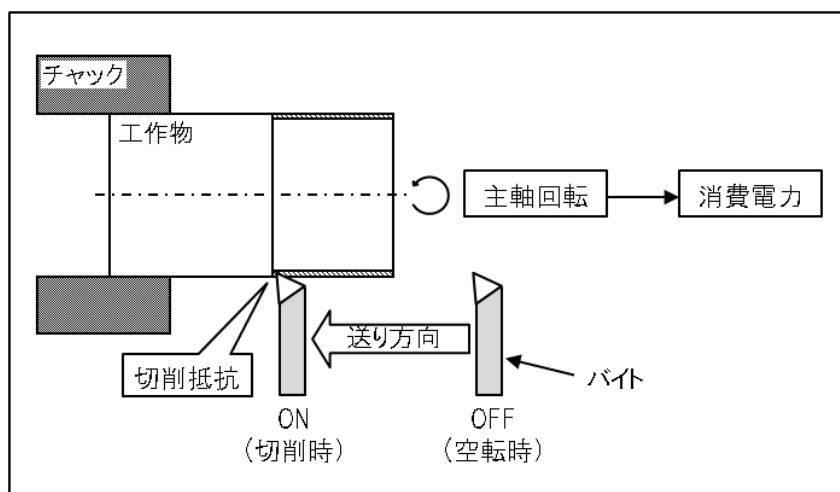 チャック
工作物
主軸回転
消費電力
送り方向
切削抵抗
バイト
ON
(切削時)
OFF
(空転時)